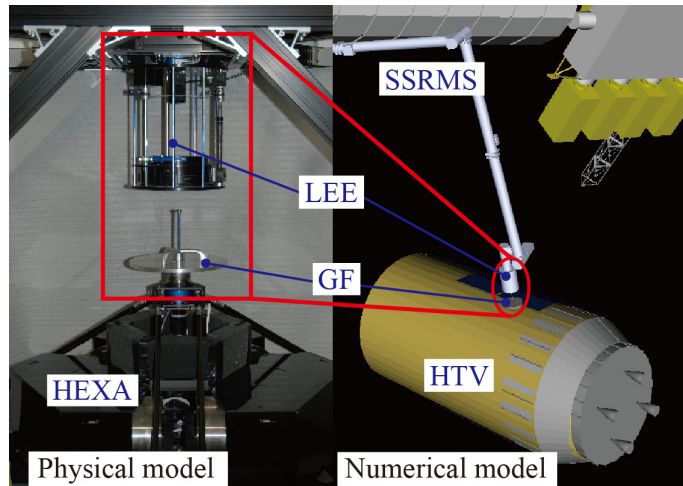 SSRMS
LEE
GF
HEXA
HTV
Physical model
Numerical model